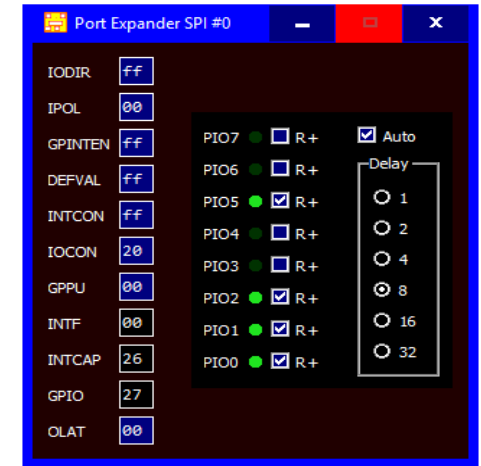 Port Expander SPI #0
IODIR ff
IPOL 00
GPINTEN ff
DEFVAL ff
INTCON ff
IOCON 20
GPPU 00
INTF 00
INTCAP 26
GPIO 27
OLAT 00
PIO7 R+
PIO6 R+
PIO5 R+
PIO4 R+
PIO3 R+
PIO2 R+
PIO1 R+
PIO0 R+
Auto
Delay
1
2
4
8
16
32